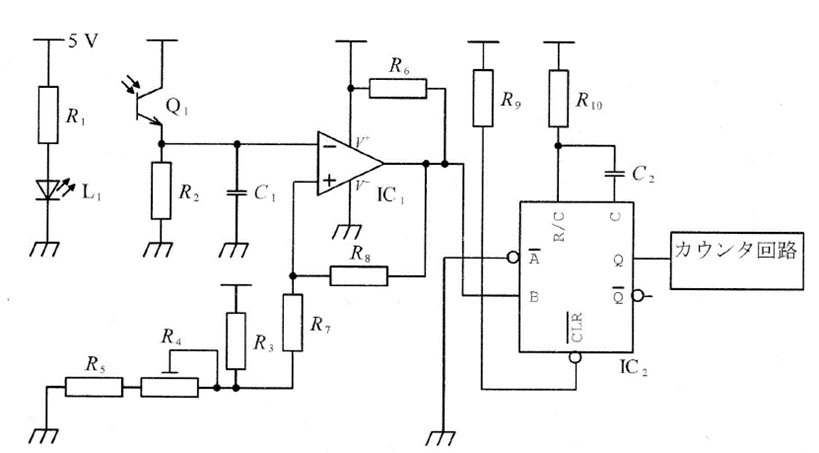 5 V
R₁
L₁
Q₁
R₂
C₁
V⁺
V⁻
IC₁
R₆
R₈
R₇
R₃
R₄
R₅
R₉
R₁₀
C₂
R/C
C
A̅
B
Q
Q̅
C̅L̅R̅
IC₂
カウンタ回路